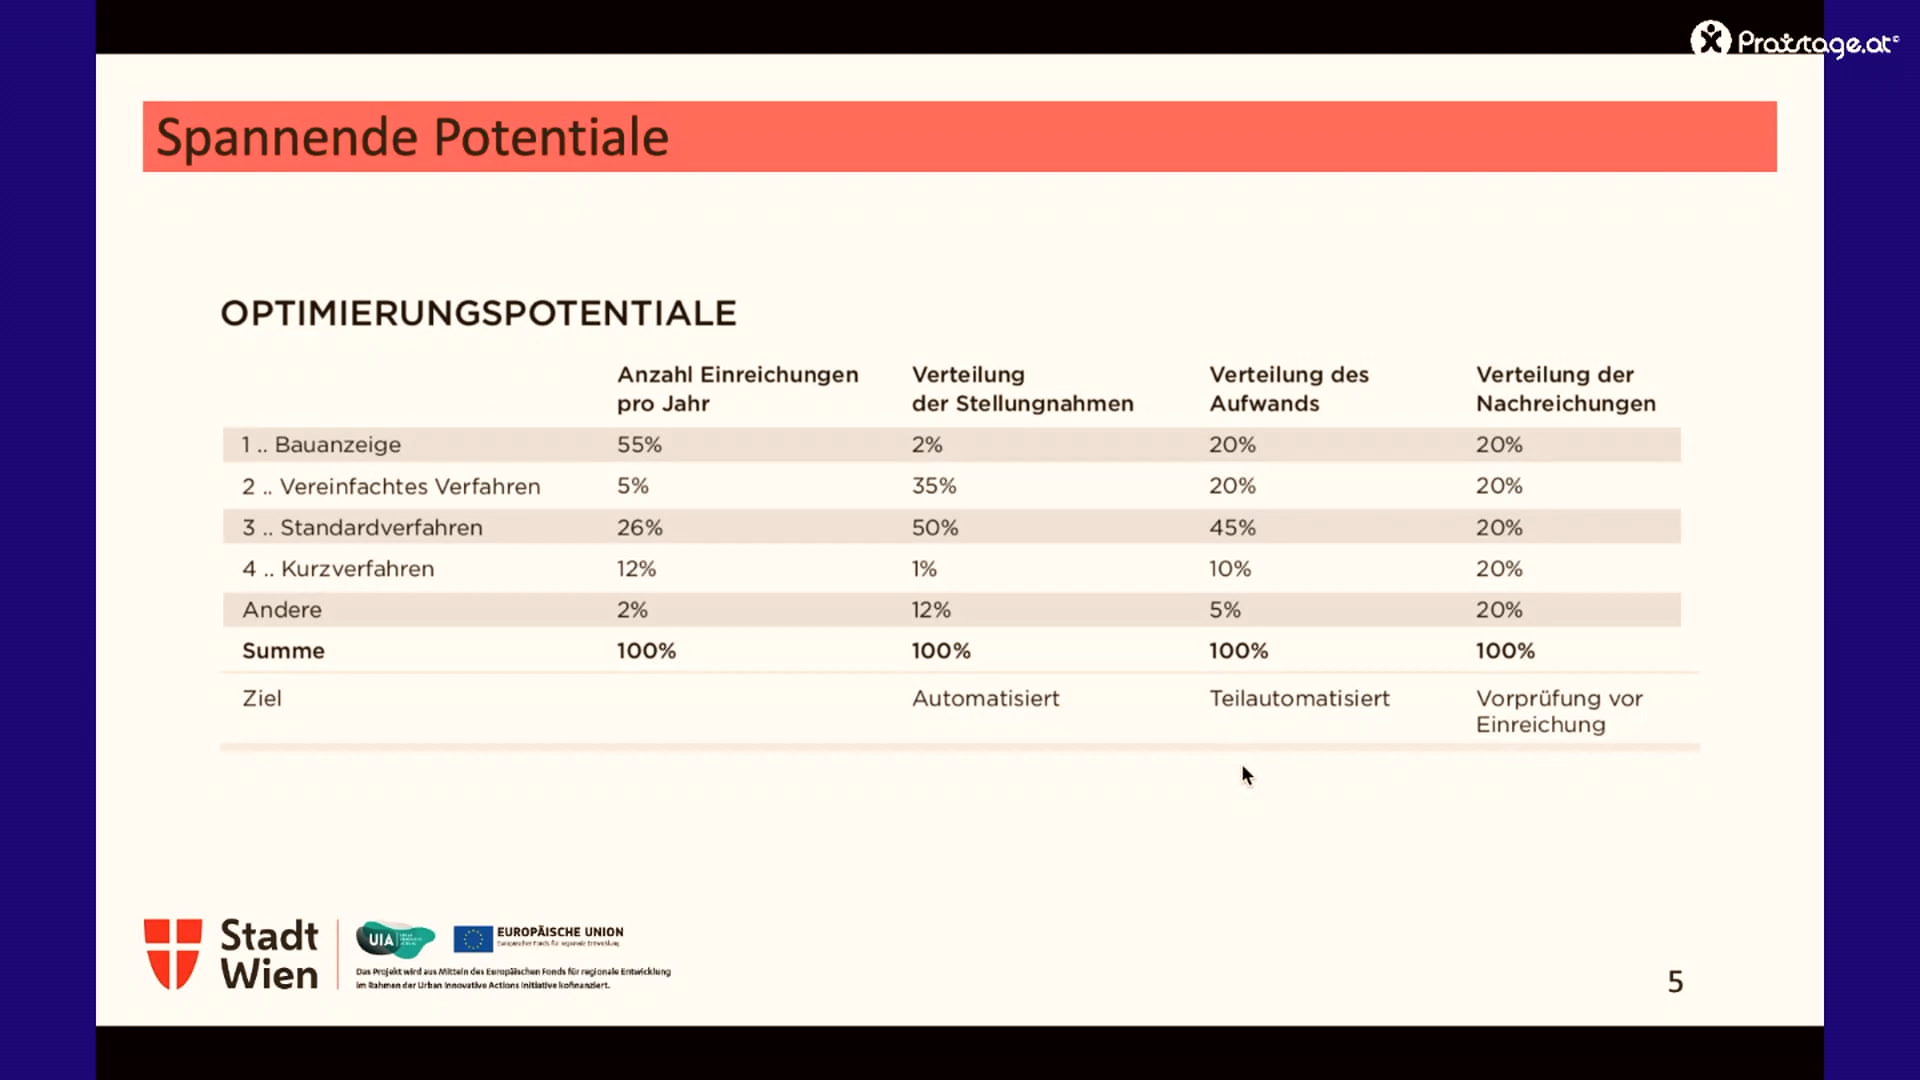 Praxistage.at
Spannende Potentiale
OPTIMIERUNGSPOTENTIALE
Anzahl Einreichungen pro Jahr
Verteilung der Stellungnahmen
Verteilung des Aufwands
Verteilung der Nachreichungen
1 .. Bauanzeige 55% 2% 20% 20%
2 .. Vereinfachtes Verfahren 5% 35% 20% 20%
3 .. Standardverfahren 26% 50% 45% 20%
4 .. Kurzverfahren 12% 1% 10% 20%
Andere 2% 12% 5% 20%
Summe 100% 100% 100% 100%
Ziel Automatisiert Teilautomatisiert Vorprüfung vor Einreichung
Stadt
Wien
UIA
EUROPÄISCHE UNION
Europäischer Fonds für regionale Entwicklung
Das Projekt wird aus Mitteln des Europäischen Fonds für regionale Entwicklung
im Rahmen der Urban Innovative Actions Initiative kofinanziert.
5